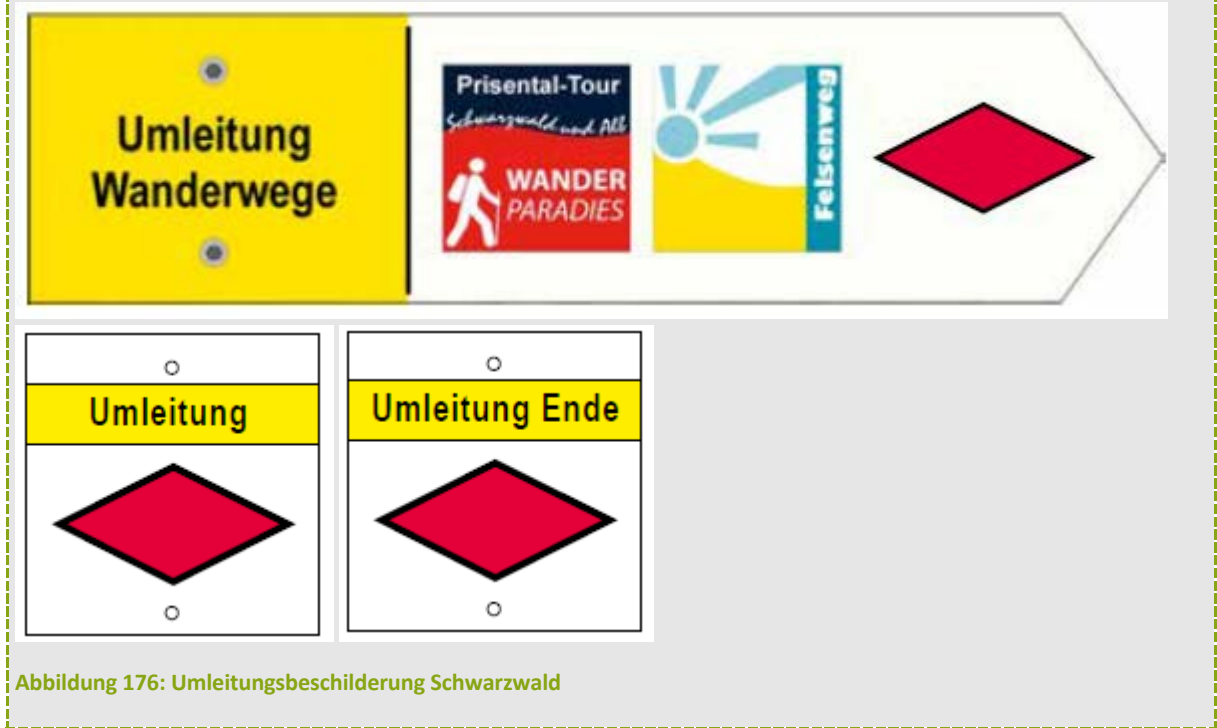 Umleitung
Wanderwege
Prisental-Tour
Schwarzwald und Alb
WANDER
PARADIES
Felsenweg
Umleitung
Umleitung Ende
Abbildung 176: Umleitungsbeschilderung Schwarzwald